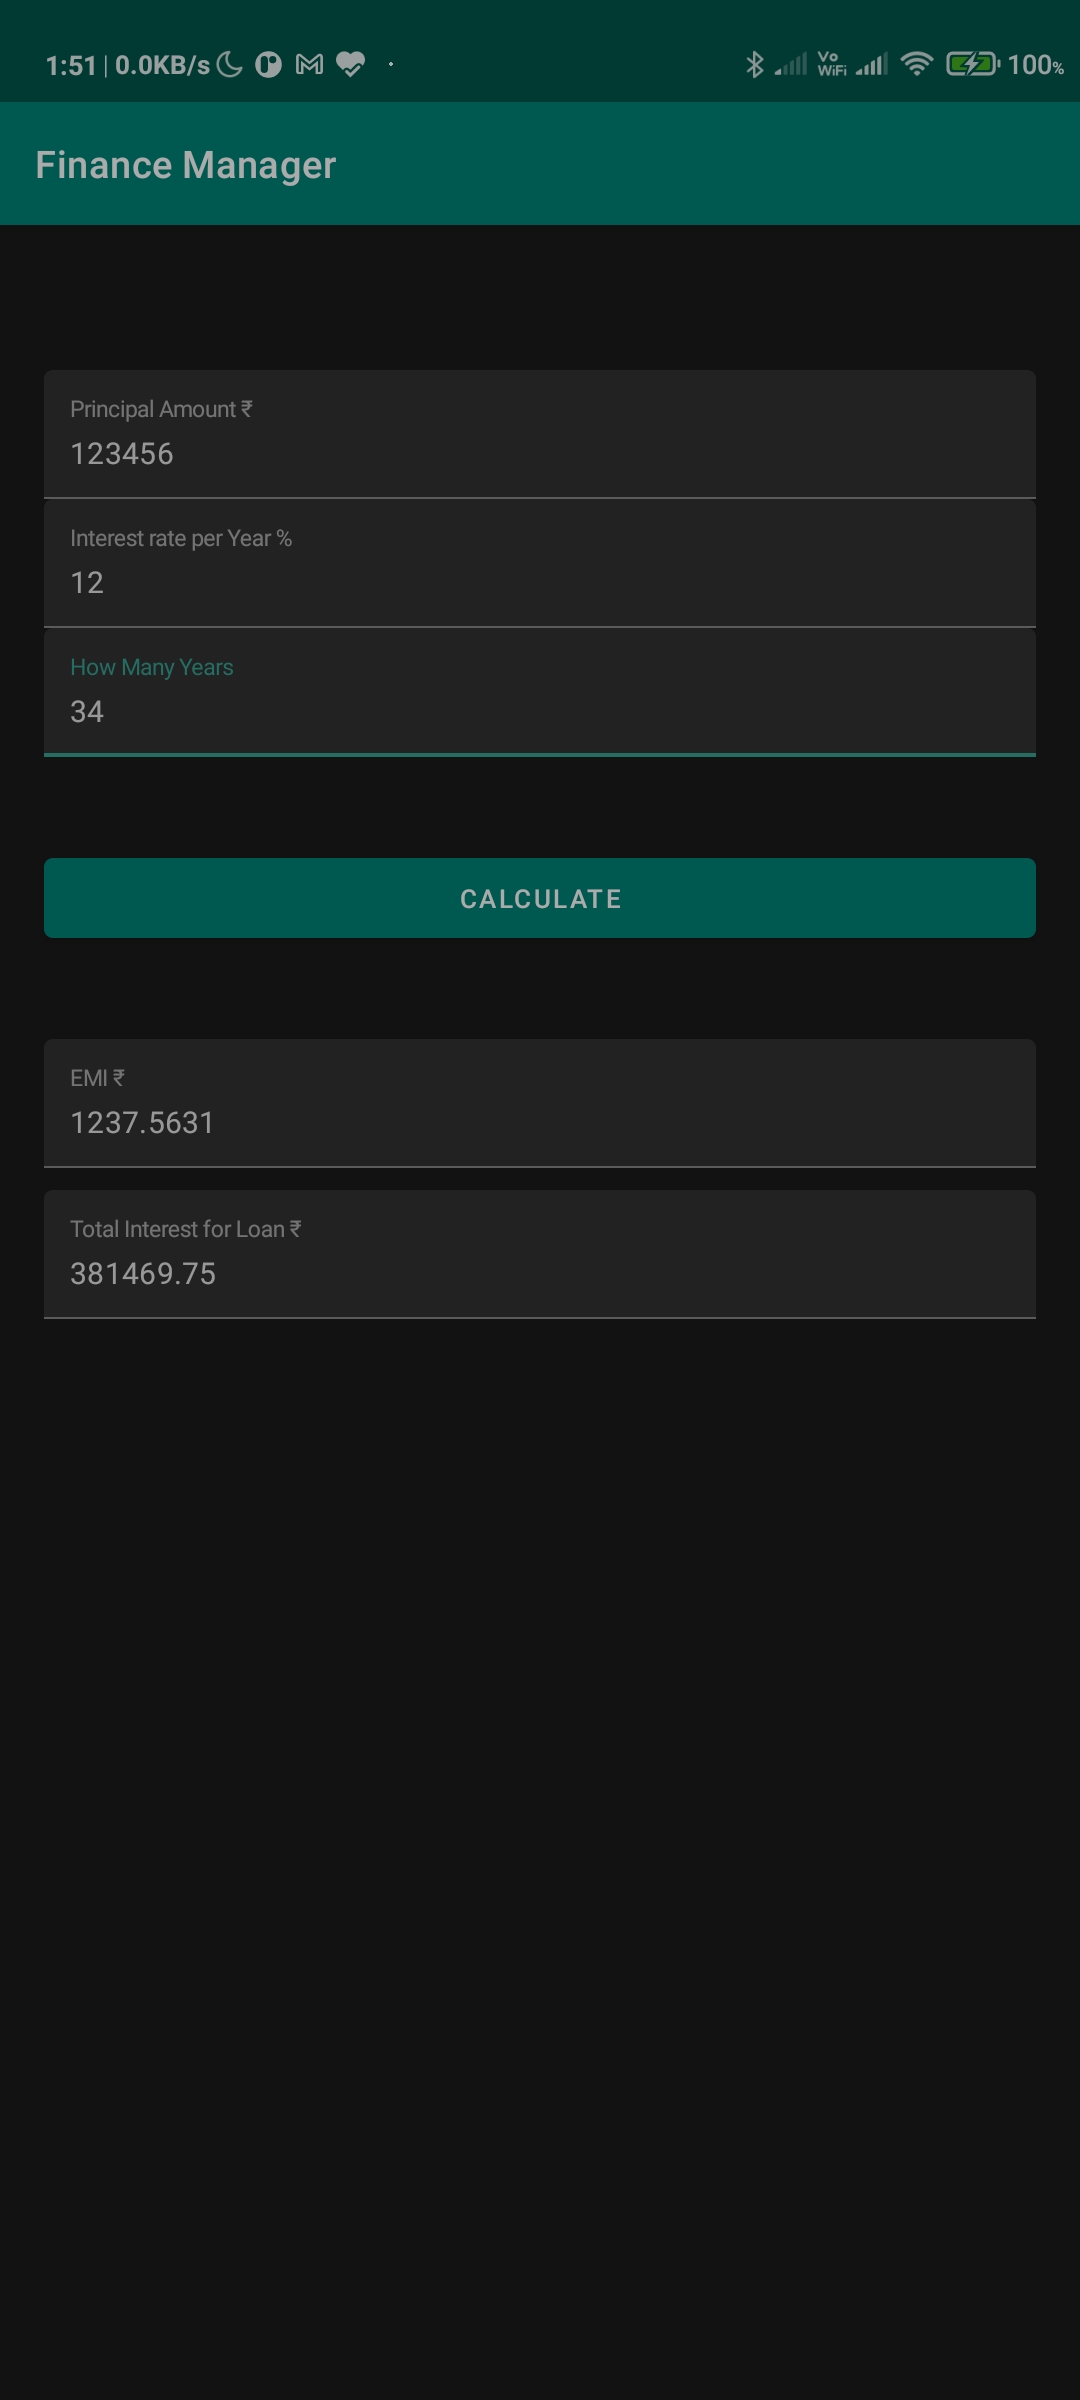 1:51 | 0.0KB/s Vo WiFi 100%
Finance Manager
Principal Amount ₹
123456
Interest rate per Year %
12
How Many Years
34
CALCULATE
EMI ₹
1237.5631
Total Interest for Loan ₹
381469.75